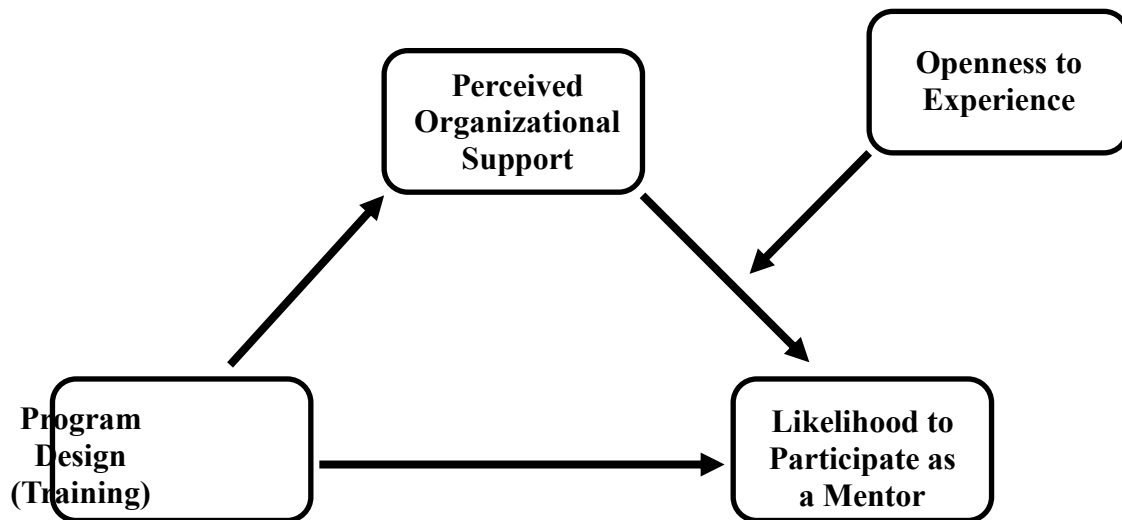 Perceived
Organizational
Support
Openness to
Experience
Program
Design
(Training)
Likelihood to
Participate as
a Mentor